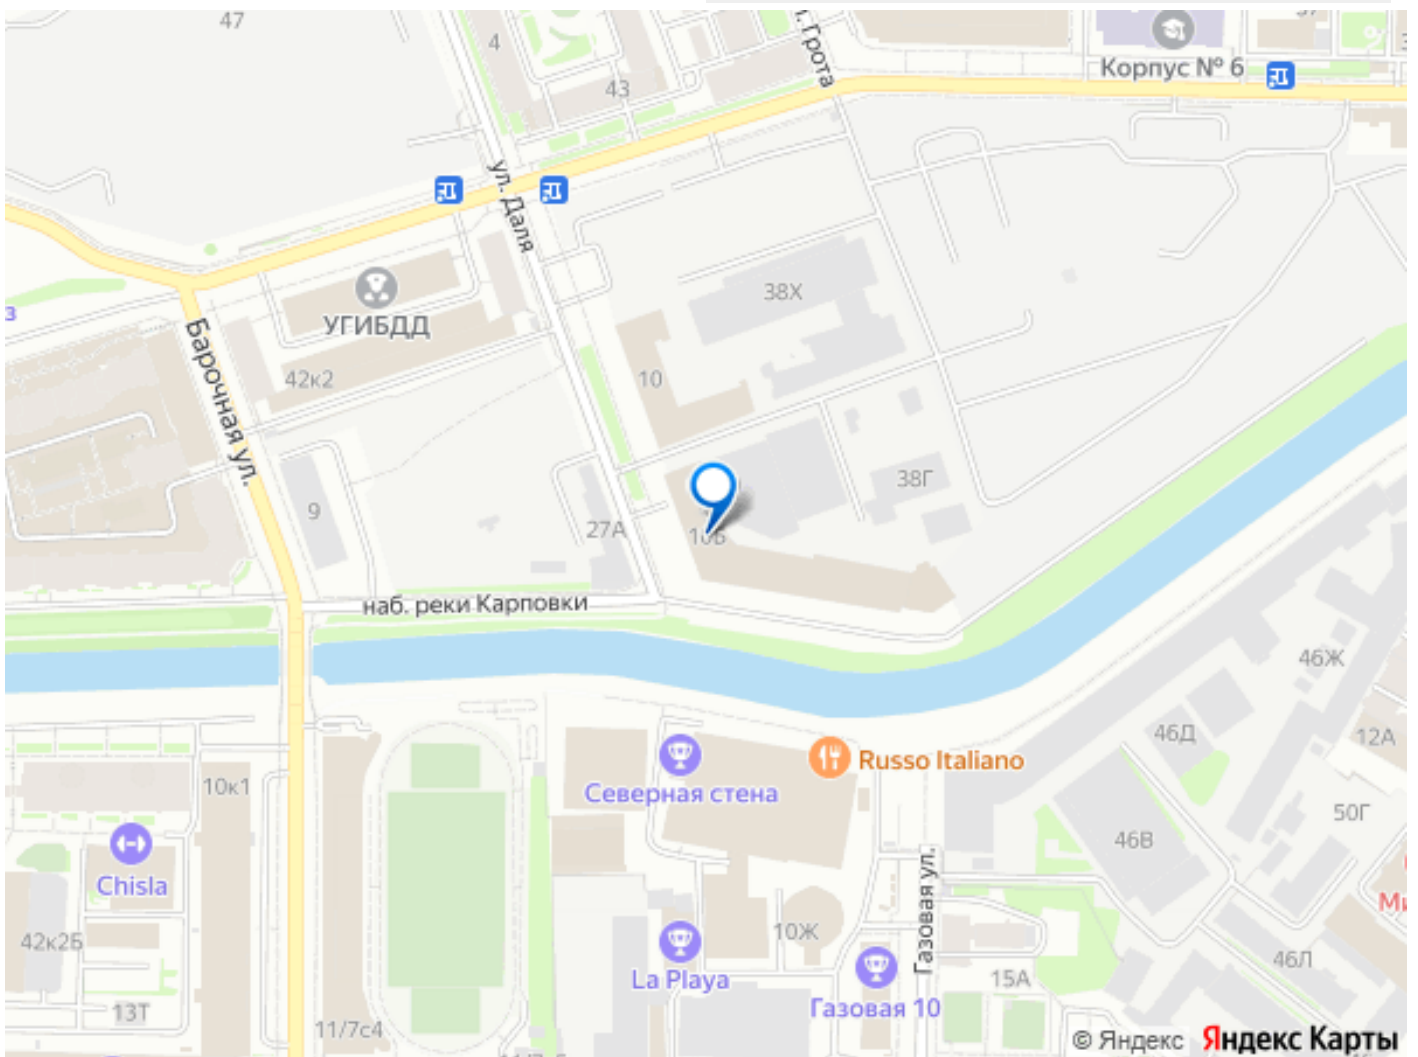 47
4
ул. Грота
37
Корпус № 6
43
ул. Даля
38Х
УГИБДД
Барочная ул.
42к2
10
38Г
9
27А
наб. реки Карповки
46Ж
46Д
12А
Russo Italiano
Северная стена
10к1
50Г
46В
Chisla
Газовая ул.
42к2Б
10Ж
46Л
La Playa
15А
13Т
Газовая 10
11/7с4
© Яндекс Яндекс Карты